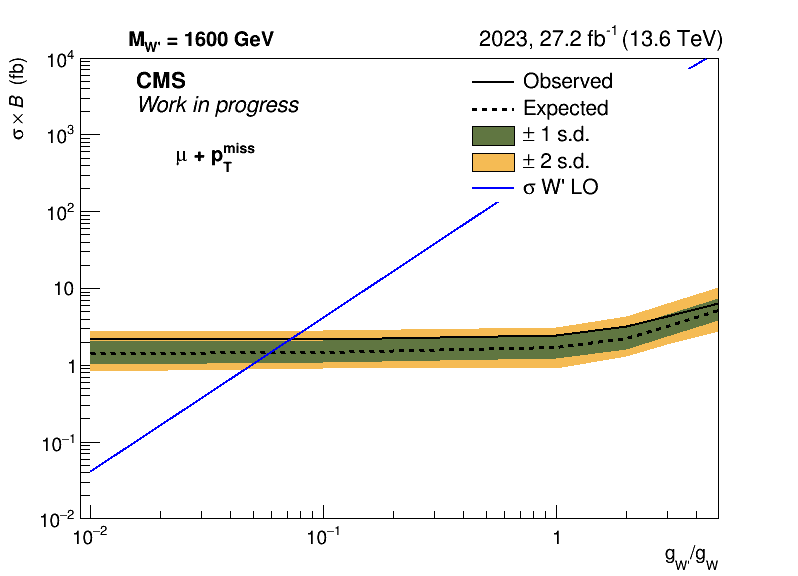 M_W' = 1600 GeV
2023, 27.2 fb⁻¹ (13.6 TeV)
σ × B (fb)
CMS
Work in progress
μ + p_T^miss
Observed
Expected
± 1 s.d.
± 2 s.d.
σ W' LO
10⁴
10³
10²
10
1
10⁻¹
10⁻²
10⁻² 10⁻¹ 1
g_W'/g_W